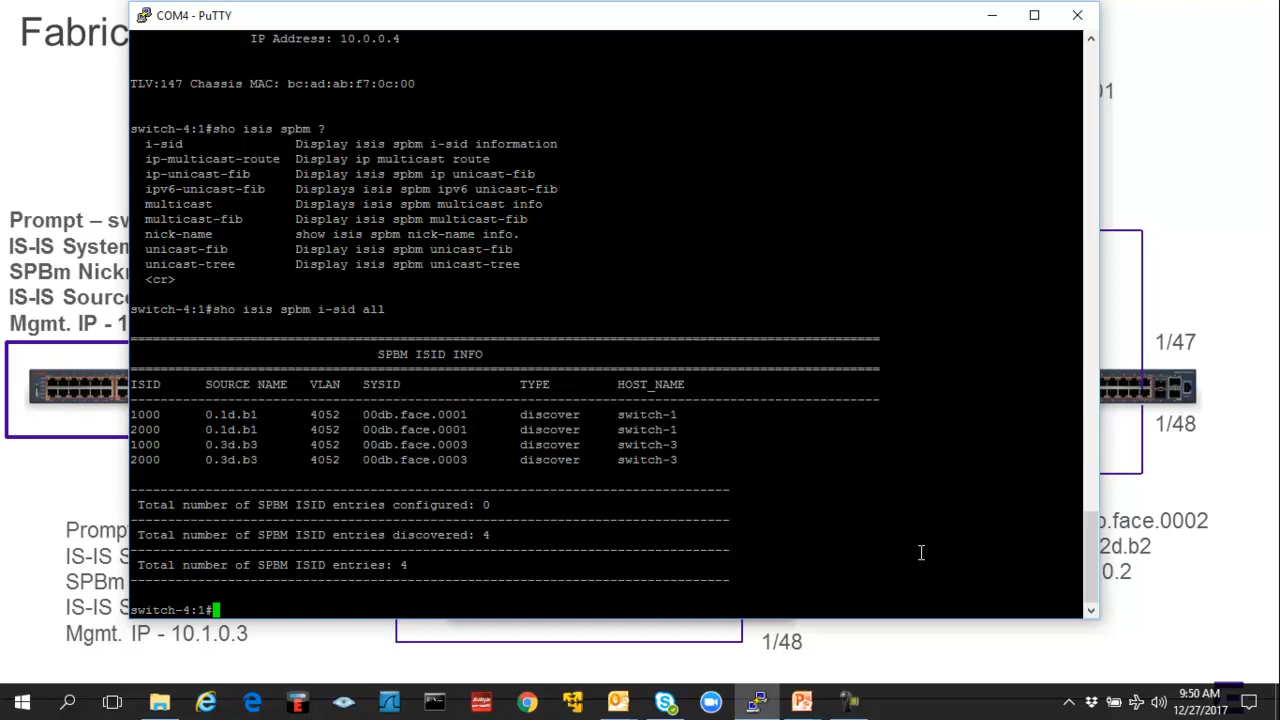 Fabric
COM4 - PuTTY
IP Address: 10.0.0.4
TLV:147 Chassis MAC: bc:ad:ab:f7:0c:00
switch-4:1#sho isis spbm ?
i-sid Display isis spbm i-sid information
ip-multicast-route Display ip multicast route
ip-unicast-fib Display isis spbm ip unicast-fib
ipv6-unicast-fib Displays isis spbm ipv6 unicast-fib
multicast Displays isis spbm multicast info
multicast-fib Display isis spbm multicast-fib
nick-name show isis spbm nick-name info.
unicast-fib Display isis spbm unicast-fib
unicast-tree Display isis spbm unicast-tree
<cr>
switch-4:1#sho isis spbm i-sid all
================================================================================
SPBM ISID INFO
================================================================================
ISID SOURCE NAME VLAN SYSID TYPE HOST_NAME
--------------------------------------------------------------------------------
1000 0.1d.b1 4052 00db.face.0001 discover switch-1
2000 0.1d.b1 4052 00db.face.0001 discover switch-1
1000 0.3d.b3 4052 00db.face.0003 discover switch-3
2000 0.3d.b3 4052 00db.face.0003 discover switch-3
--------------------------------------------------------------------------------
Total number of SPBM ISID entries configured: 0
--------------------------------------------------------------------------------
Total number of SPBM ISID entries discovered: 4
--------------------------------------------------------------------------------
Total number of SPBM ISID entries: 4
--------------------------------------------------------------------------------
switch-4:1#
Prompt – sv
IS-IS System
SPBm Nickn
IS-IS Source
Mgmt. IP - 1
01
1/47
1/48
Prompt
IS-IS S
SPBm
IS-IS S
Mgmt. IP - 10.1.0.3
b.face.0002
2d.b2
0.2
1/48
9:50 AM
12/27/2017